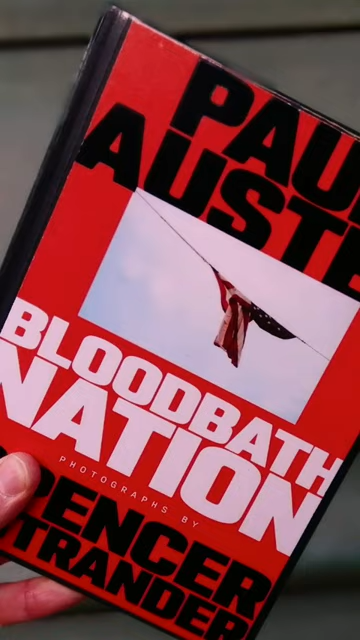 PAU
AUSTE
BLOODBATH
NATION
PHOTOGRAPHS BY
PENCER
TRANDER